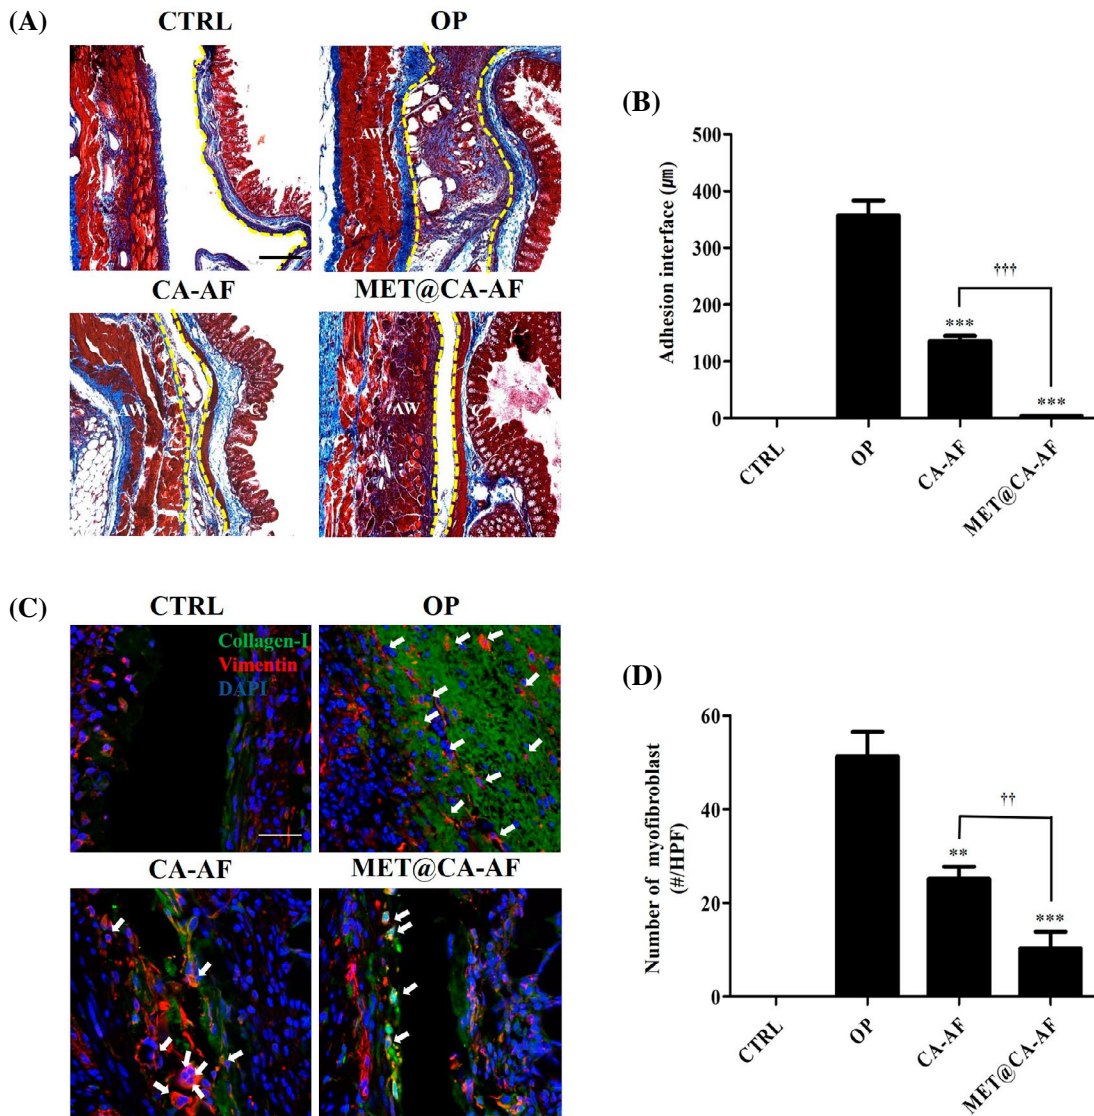 (A)
CTRL
OP
AW
C
CA-AF
MET@CA-AF
AW
C
AW
C
(B)
500
400
300
200
100
0
Adhesion interface (㎛)
***
†††
***
CTRL
OP
CA-AF
MET@CA-AF
(C)
CTRL
OP
Collagen-I
Vimentin
DAPI
CA-AF
MET@CA-AF
(D)
60
40
20
0
Number of myofibroblast
(#/HPF)
**
††
***
CTRL
OP
CA-AF
MET@CA-AF